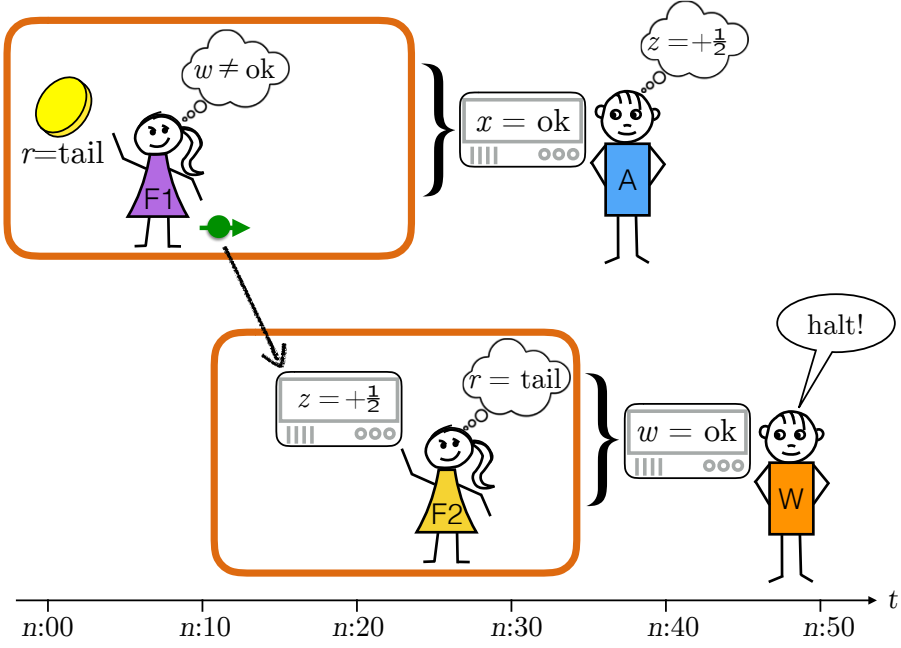 w ≠ ok
z = +½
r=tail
x = ok
F1
A
halt!
z = +½
r = tail
w = ok
F2
W
t
n:00 n:10 n:20 n:30 n:40 n:50